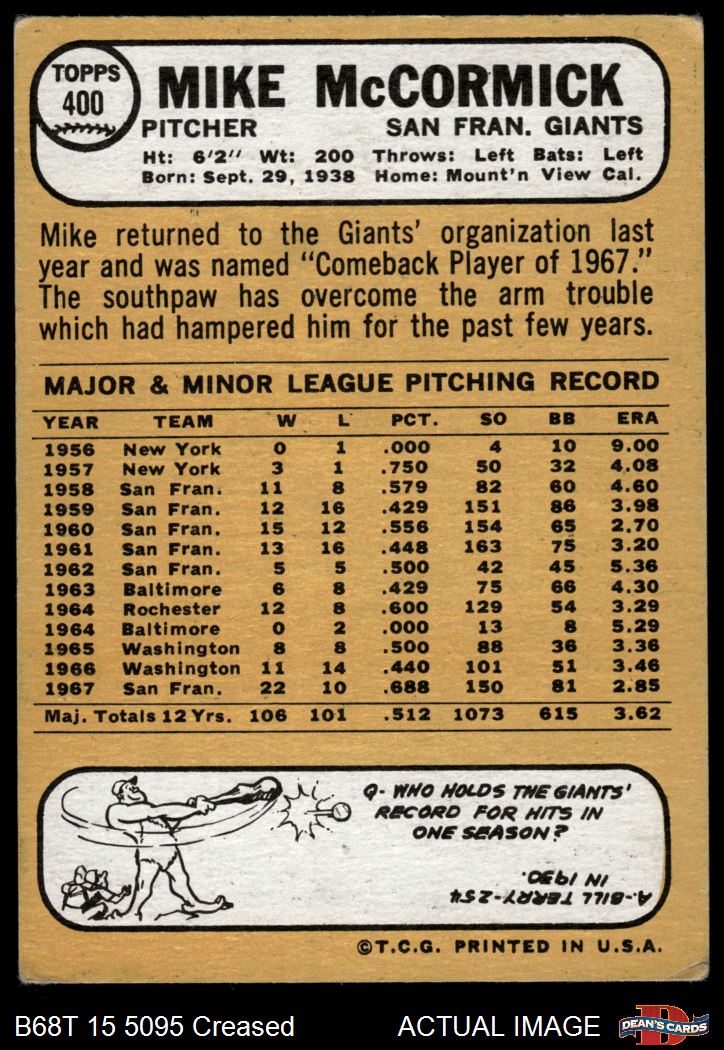 TOPPS
400
MIKE McCORMICK
PITCHER SAN FRAN. GIANTS
Ht: 6'2" Wt: 200 Throws: Left Bats: Left
Born: Sept. 29, 1938 Home: Mount'n View Cal.
Mike returned to the Giants' organization last
year and was named "Comeback Player of 1967."
The southpaw has overcome the arm trouble
which had hampered him for the past few years.
MAJOR & MINOR LEAGUE PITCHING RECORD
YEAR TEAM W L PCT. SO BB ERA
1956 New York 0 1 .000 4 10 9.00
1957 New York 3 1 .750 50 32 4.08
1958 San Fran. 11 8 .579 82 60 4.60
1959 San Fran. 12 16 .429 151 86 3.98
1960 San Fran. 15 12 .556 154 65 2.70
1961 San Fran. 13 16 .448 163 75 3.20
1962 San Fran. 5 5 .500 42 45 5.36
1963 Baltimore 6 8 .429 75 66 4.30
1964 Rochester 12 8 .600 129 54 3.29
1964 Baltimore 0 2 .000 13 8 5.29
1965 Washington 8 8 .500 88 36 3.36
1966 Washington 11 14 .440 101 51 3.46
1967 San Fran. 22 10 .688 150 81 2.85
Maj. Totals 12 Yrs. 106 101 .512 1073 615 3.62
Q- WHO HOLDS THE GIANTS'
RECORD FOR HITS IN
ONE SEASON?
A.-BILL TERRY-254
IN 1930.
©T.C.G. PRINTED IN U.S.A.
B68T 15 5095 Creased ACTUAL IMAGE
D
DEAN'S CARDS